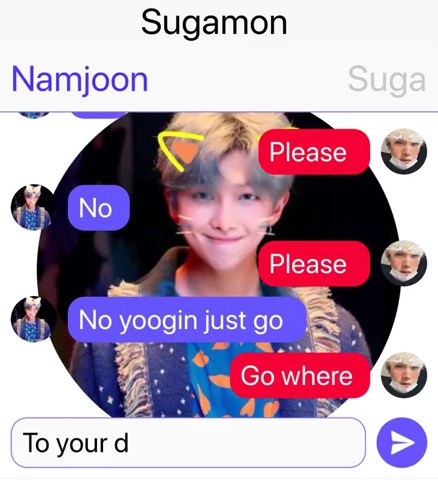 Sugamon
Namjoon Suga
Please
No
Please
No yoogin just go
Go where
To your d